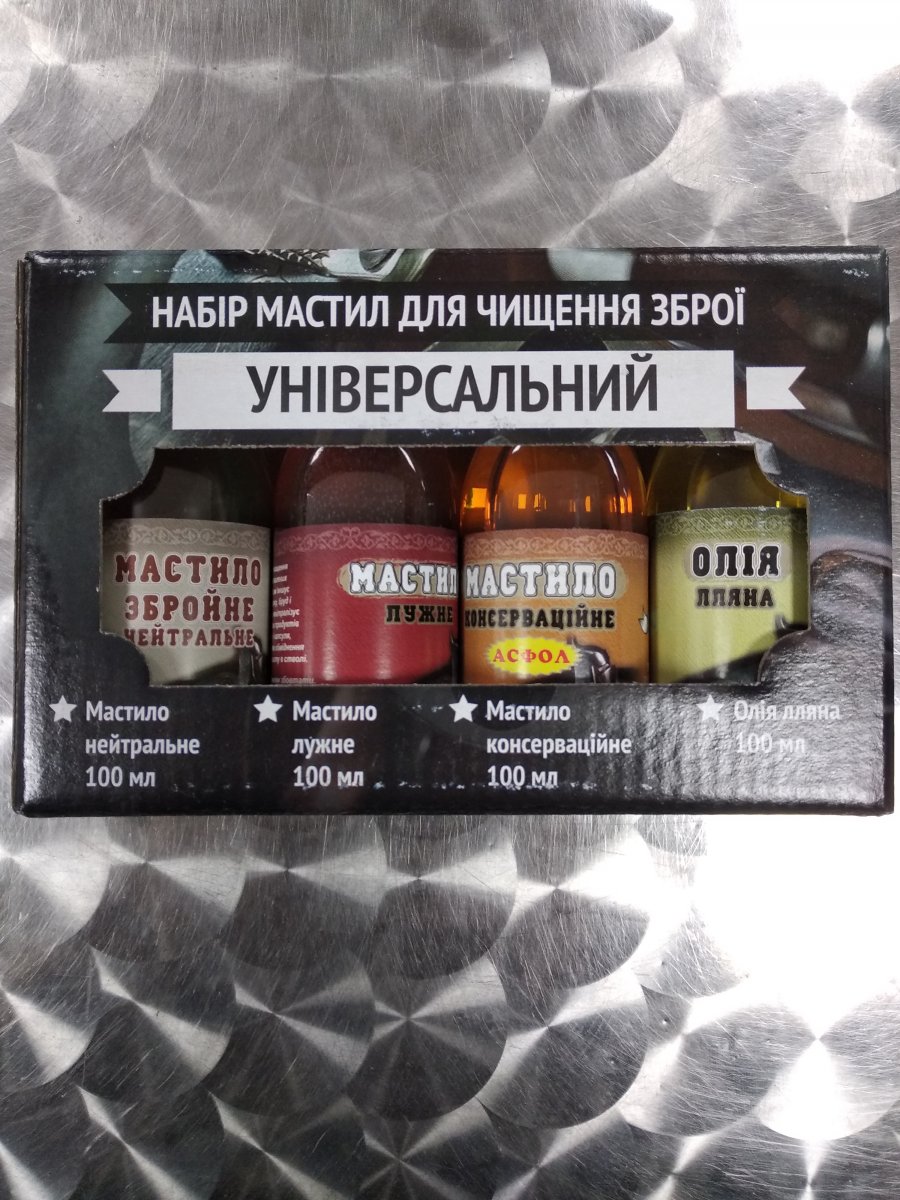 НАБІР МАСТИЛ ДЛЯ ЧИЩЕННЯ ЗБРОЇ
УНІВЕРСАЛЬНИЙ
МАСТИЛО
ЗБРОЙНЕ
НЕЙТРАЛЬНЕ
МАСТИЛ
ЛУЖНЕ
МАСТИЛО
КОНСЕРВАЦІЙНЕ
АСФОЛ
ОЛІЯ
ЛЛЯНА
Мастило
нейтральне
100 мл
Мастило
лужне
100 мл
Мастило
консерваційне
100 мл
Олія лляна
100 мл